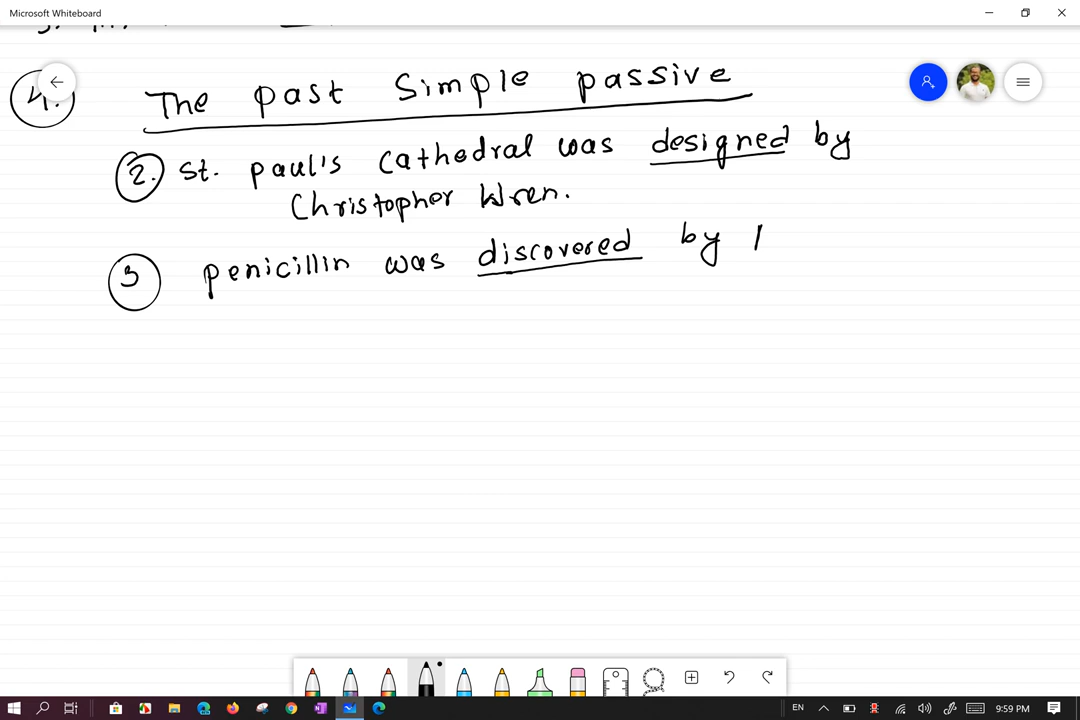 Microsoft Whiteboard
4. The past Simple passive
2. St. paul's cathedral was designed by
Christopher Wren.
3 penicillin was discovered by
EN 9:59 PM